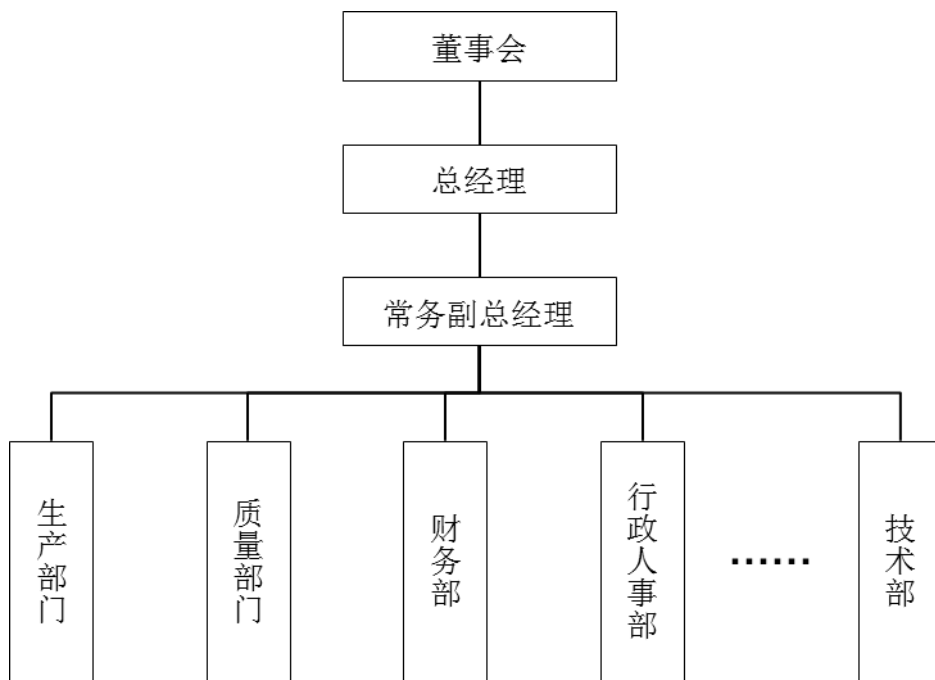 董事会
总经理
常务副总经理
生产部门
质量部门
财务部
行政人事部
……
技术部